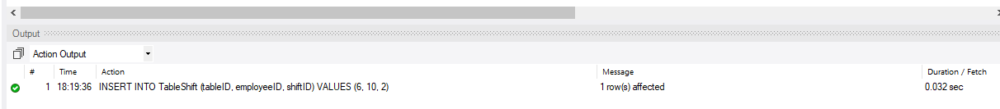 Output
Action Output
# Time Action Message Duration / Fetch
1 18:19:36 INSERT INTO TableShift (tableID, employeeID, shiftID) VALUES (6, 10, 2) 1 row(s) affected 0.032 sec